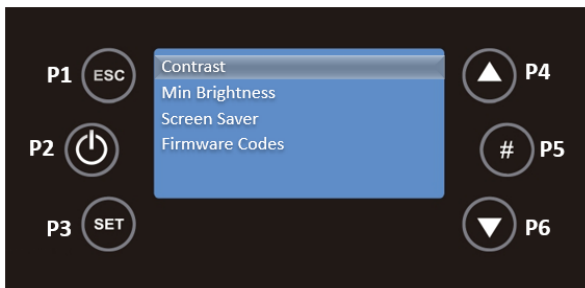 P1 ESC
P2
P3 SET
Contrast
Min Brightness
Screen Saver
Firmware Codes
P4
# P5
P6